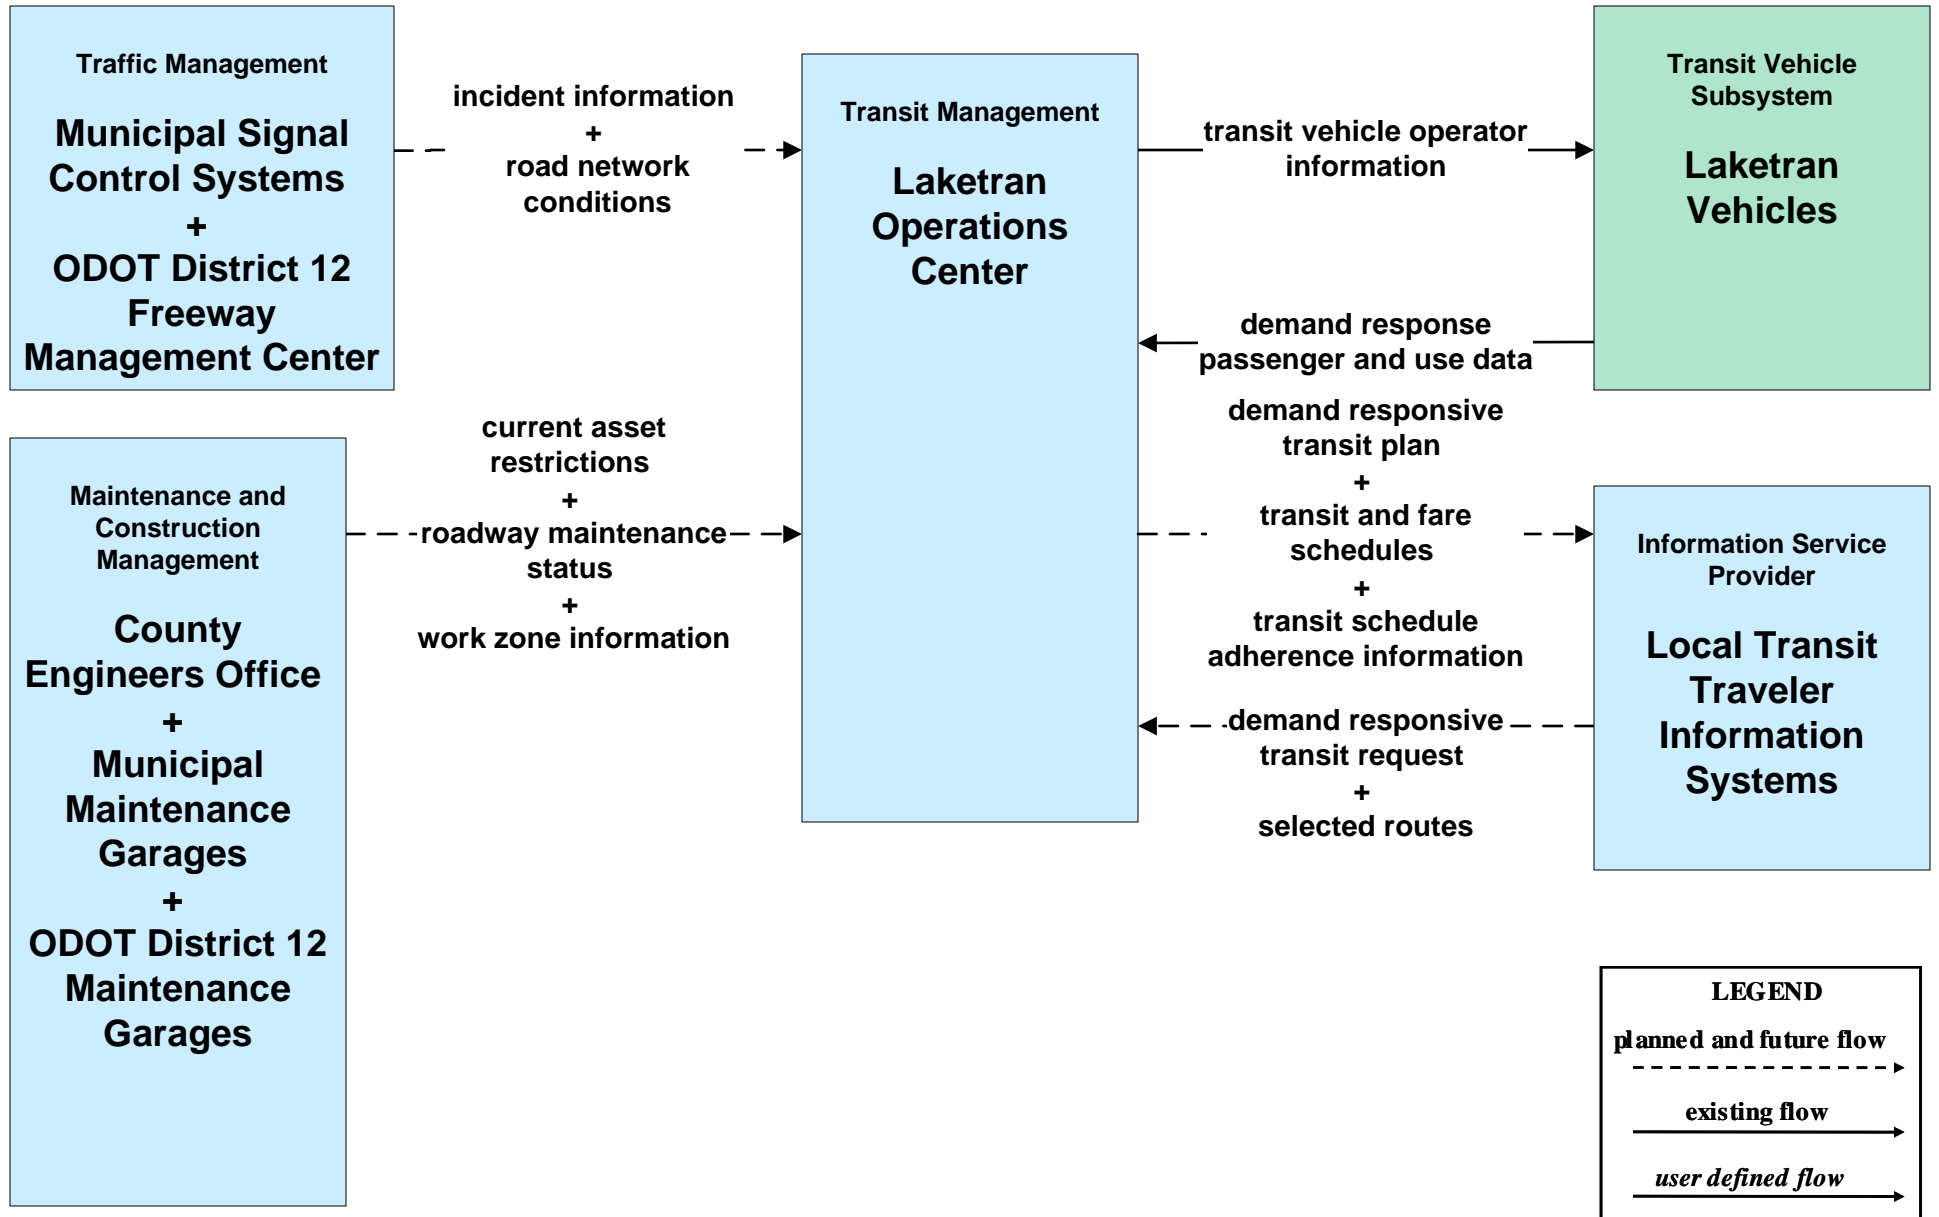 Traffic Management
Municipal Signal
Control Systems
+
ODOT District 12
Freeway
Management Center
incident information
+
road network
conditions
Transit Management
Laketran
Operations
Center
transit vehicle operator
information
Transit Vehicle
Subsystem
Laketran
Vehicles
demand response
passenger and use data
Maintenance and
Construction
Management
County
Engineers Office
+
Municipal
Maintenance
Garages
+
ODOT District 12
Maintenance
Garages
current asset
restrictions
+
roadway maintenance
status
+
work zone information
demand responsive
transit plan
+
transit and fare
schedules
+
transit schedule
adherence information
demand responsive
transit request
+
selected routes
Information Service
Provider
Local Transit
Traveler
Information
Systems
LEGEND
planned and future flow
existing flow
user defined flow